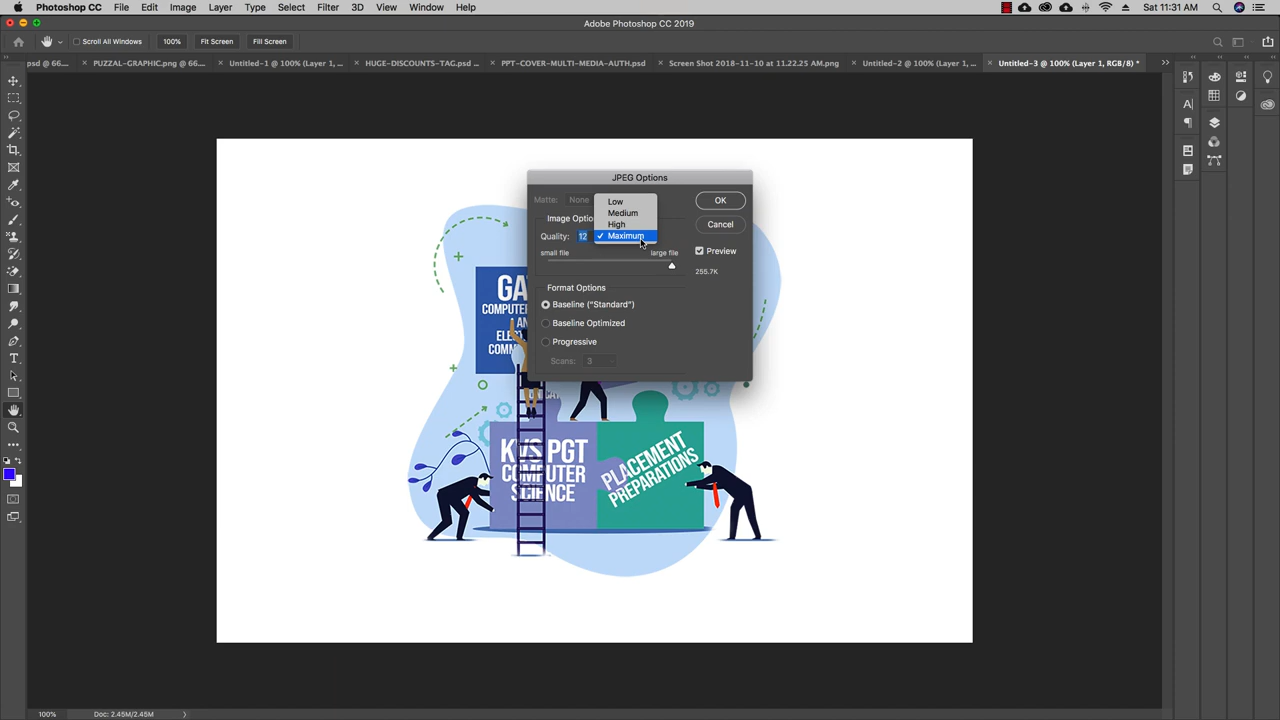 Photoshop CC File Edit Image Layer Type Select Filter 3D View Window Help Sat 11:31 AM
Adobe Photoshop CC 2019
Scroll All Windows 100% Fit Screen Fill Screen
psd @ 66.... PUZZAL-GRAPHIC.png @ 66.... Untitled-1 @ 100% (Layer 1, ... HUGE-DISCOUNTS-TAG.psd ... PPT-COVER-MULTI-MEDIA-AUTH.psd Screen Shot 2018-11-10 at 11.22.25 AM.png Untitled-2 @ 100% (Layer 1, ... Untitled-3 @ 100% (Layer 1, RGB/8) *
JPEG Options
Matte: None
Low
Medium
High
Maximum
OK
Cancel
Image Optio
Quality: 12
small file large file
Preview
255.7K
Format Options
Baseline ("Standard")
Baseline Optimized
Progressive
Scans: 3
GA
COMPUTE
AN
ELE
COMM
KVS PGT
COMPUTER
SCIENCE
PLACEMENT
PREPARATIONS
100% Doc: 2.45M/2.45M